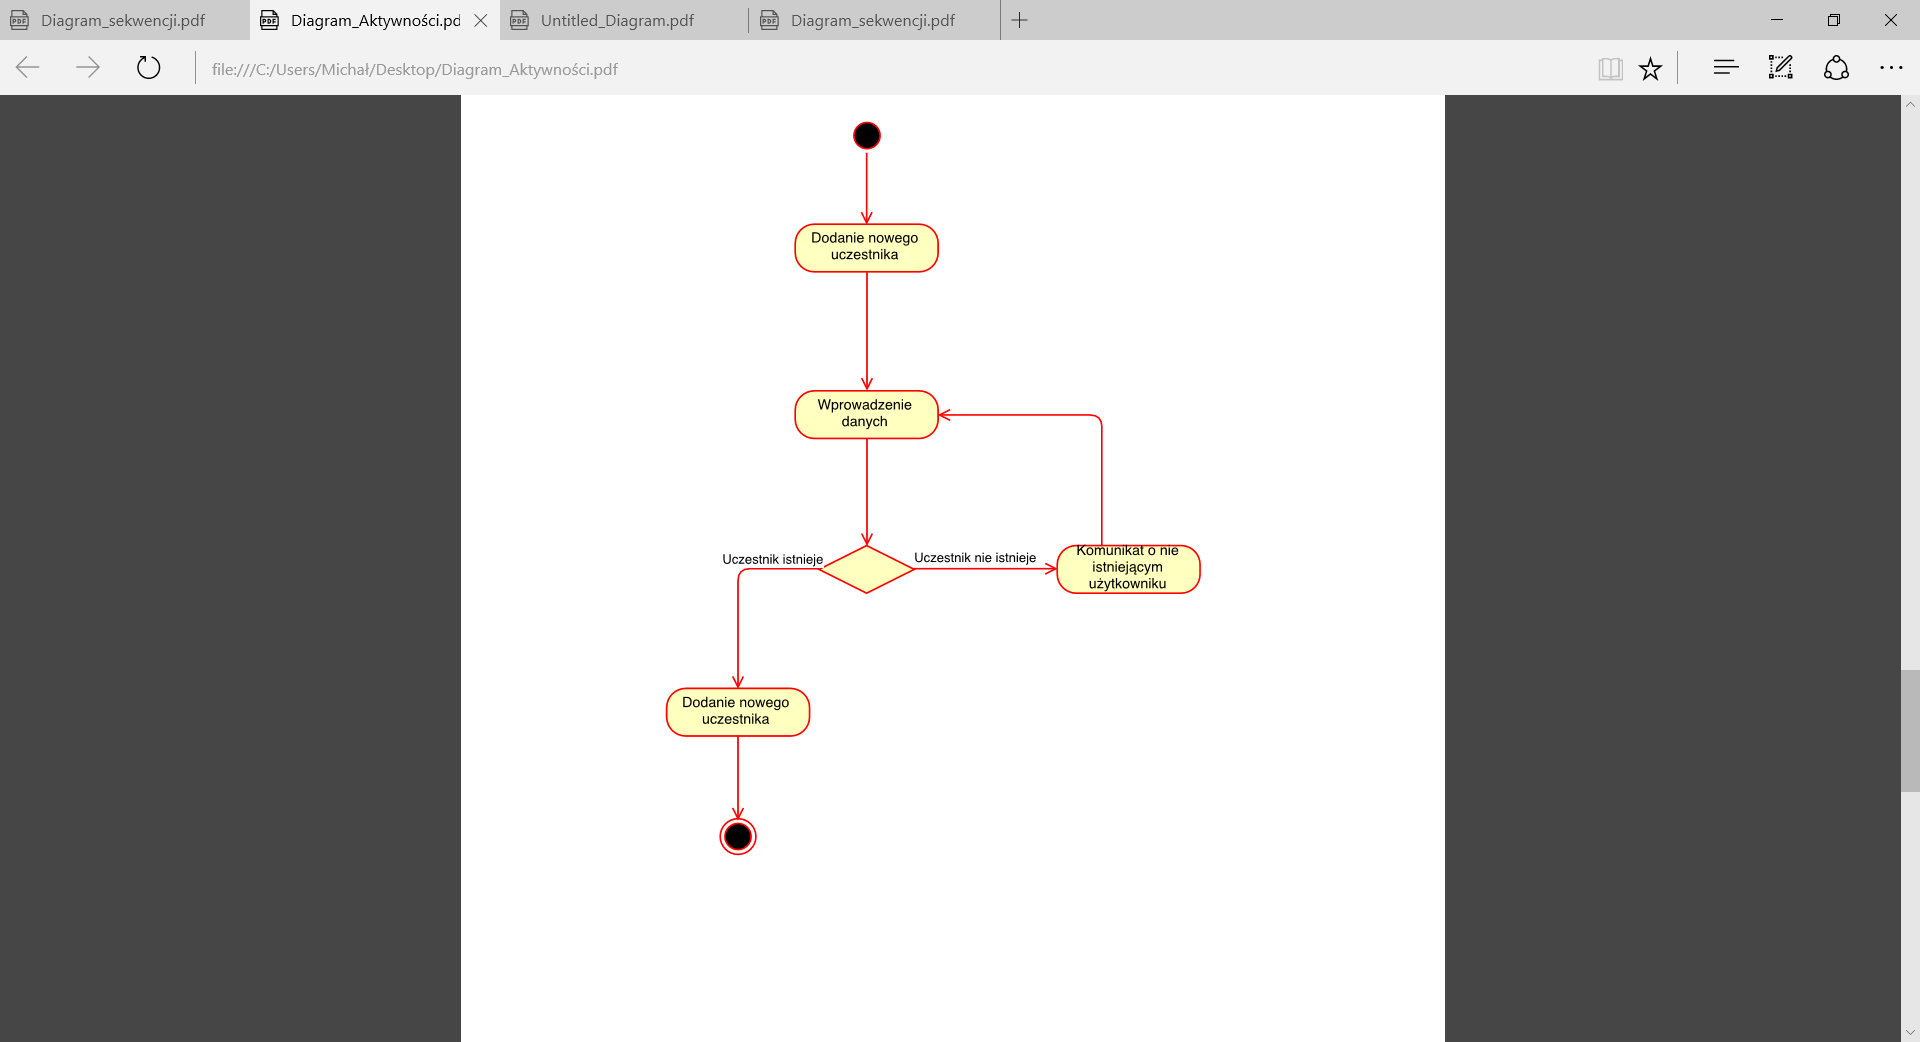 Diagram_sekwencji.pdf
Diagram_Aktywności.pd
Untitled_Diagram.pdf
Diagram_sekwencji.pdf
file:///C:/Users/Michał/Desktop/Diagram_Aktywności.pdf
Dodanie nowego
uczestnika
Wprowadzenie
danych
Uczestnik istnieje
Uczestnik nie istnieje
Komunikat o nie
istniejącym
użytkowniku
Dodanie nowego
uczestnika